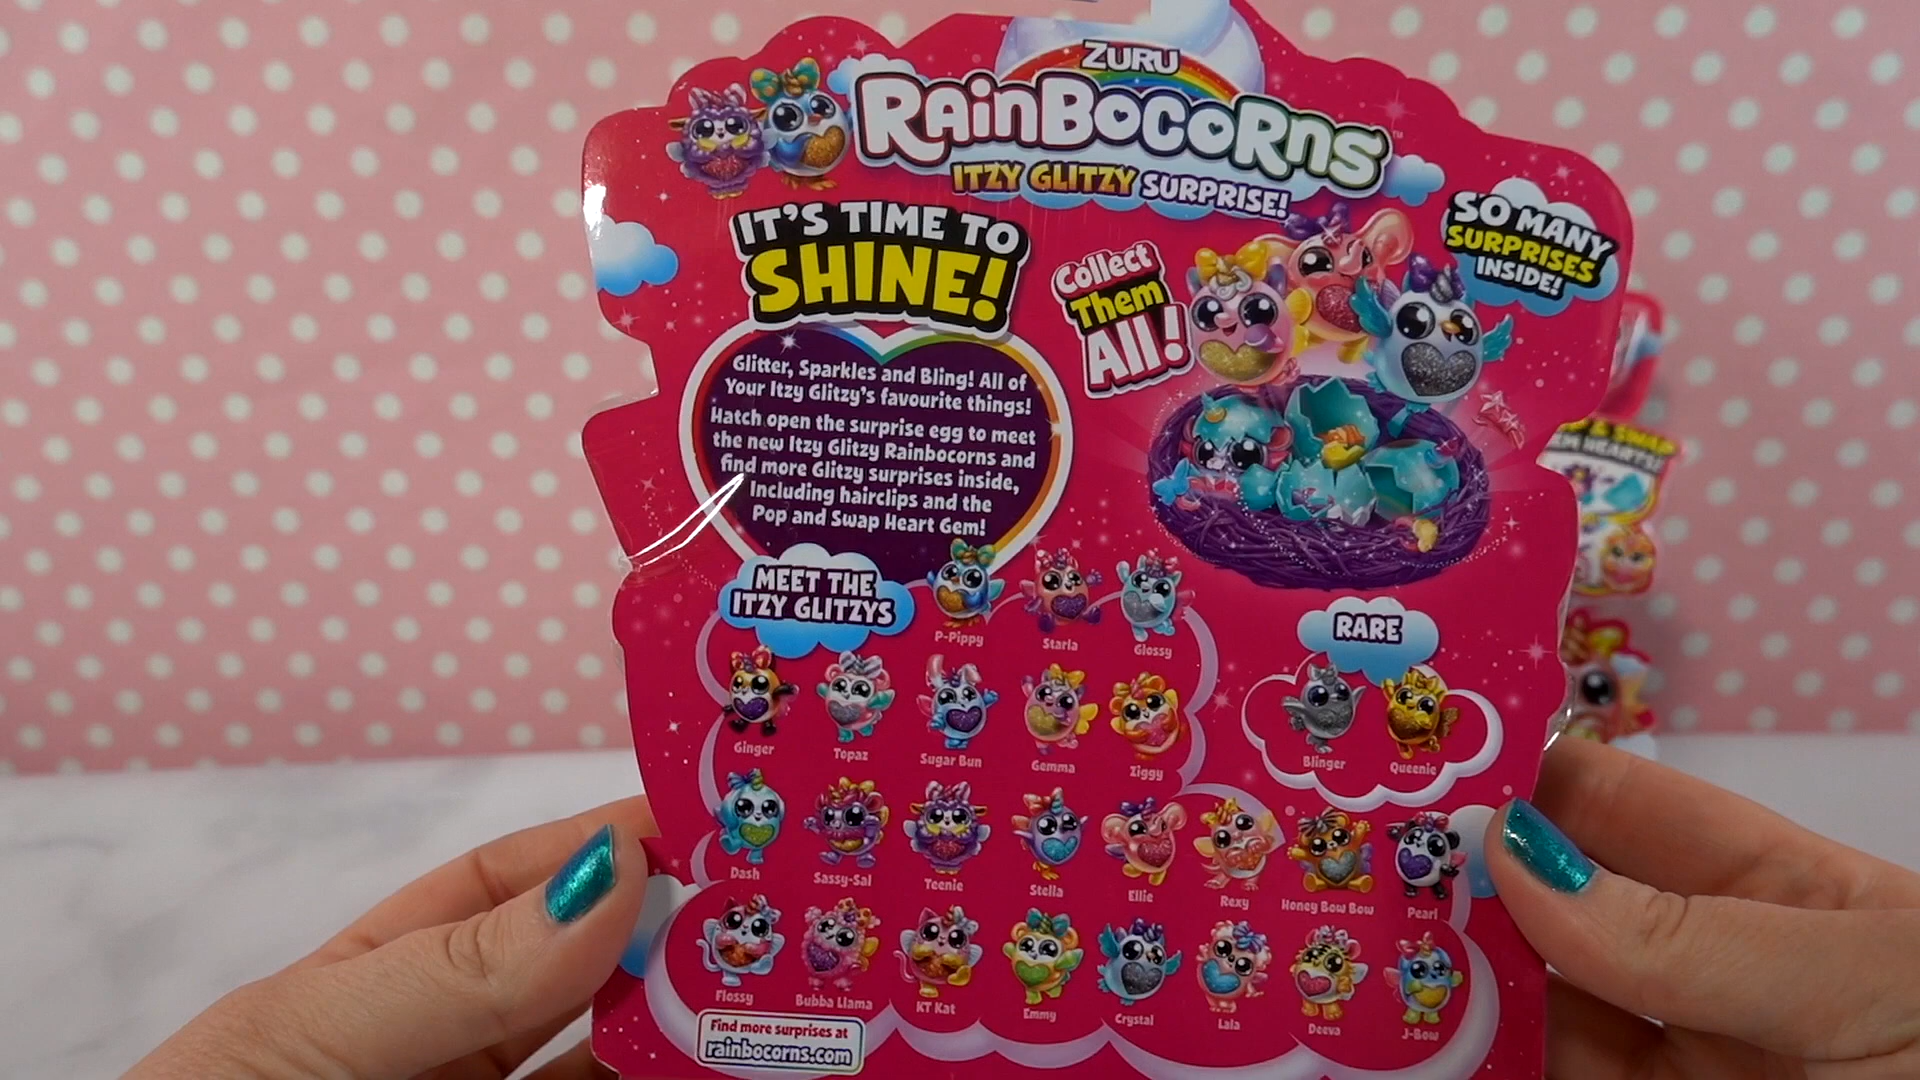 ZURU
RainBoCoRns™
ITZY GLITZY SURPRISE!
IT'S TIME TO
SHINE!
Collect
Them
All!
SO MANY
SURPRISES
INSIDE!
Glitter, Sparkles and Bling! All of
Your Itzy Glitzy's favourite things!
Hatch open the surprise egg to meet
the new Itzy Glitzy Rainbocorns and
find more Glitzy surprises inside,
Including hairclips and the
Pop and Swap Heart Gem!
MEET THE
ITZY GLITZYS
P-Pippy Starla Glossy
Ginger Topaz Sugar Bun Gemma Ziggy
RARE
Blinger Queenie
Dash Sassy-Sal Teenie Stella Ellie Rexy Honey Bow Bow Pearl
Flossy Bubba Llama KT Kat Emmy Crystal Lala Deeva J-Bow
Find more surprises at
rainbocorns.com
& SWAP
HEARTS!